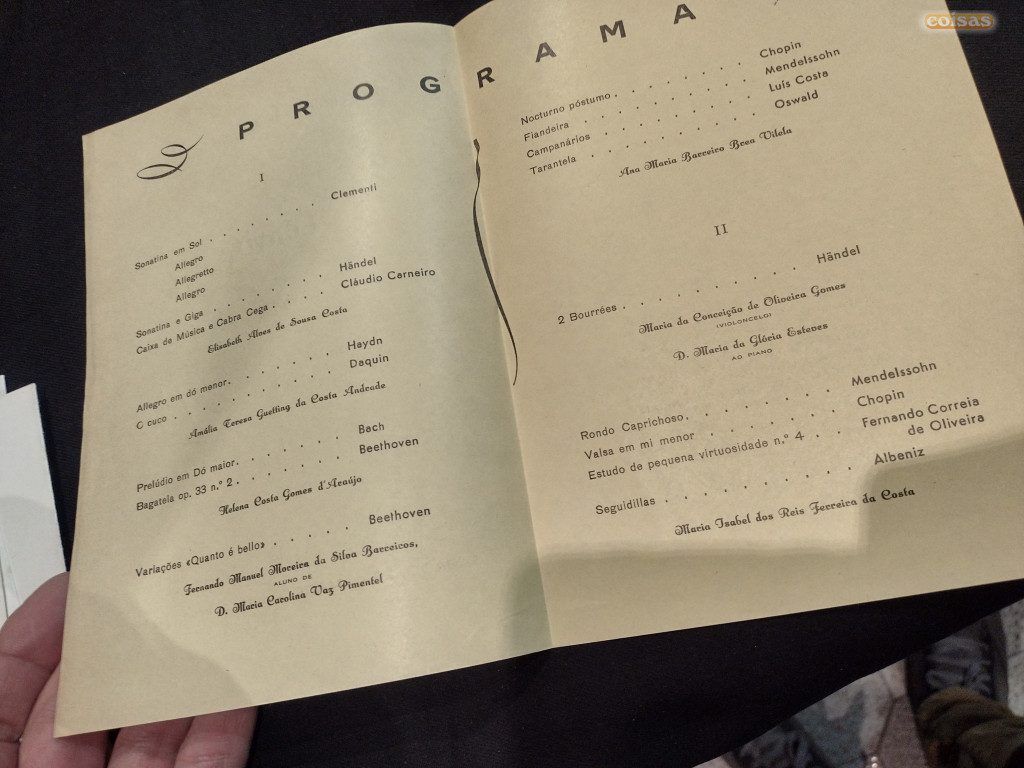 PROGRAMA
I
Sonatina em Sol . . . . . . . Clementi
Allegro
Allegretto
Allegro
Sonatina e Giga . . . . . . . Händel
Caixa de Música e Cabra Cega . . . . Cláudio Carneiro
Elisabeth Alves de Sousa Costa
Allegro em dó menor. . . . . . Haydn
O cuco . . . . . . . . . Daquin
Amália Teresa Guetting da Costa Andrade
Prelúdio em Dó maior. . . . . . Bach
Bagatela op. 33 n.º 2 . . . . . . Beethoven
Helena Costa Gomes d'Araújo
Variações «Quanto é bello» . . . . Beethoven
Fernando Manuel Moreira da Silva Barreiros,
ALUNO DE
D. Maria Carolina Vaz Pimentel
Nocturno póstumo . . . . . . . Chopin
Fiandeira . . . . . . . . Mendelssohn
Campanários . . . . . . . . Luís Costa
Tarantela . . . . . . . . . Oswald
Ana Maria Barreiro Brea Vilela
II
2 Bourrées . . . . . . . . Händel
Maria da Conceição de Oliveira Gomes
(VIOLONCELO)
D. Maria da Glória Esteves
AO PIANO
Rondo Caprichoso. . . . . . . Mendelssohn
Valsa em mi menor . . . . . . Chopin
Estudo de pequena virtuosidade n.º 4 . . Fernando Correia
de Oliveira
Seguidillas . . . . . . . . Albeniz
Maria Isabel dos Reis Ferreira da Costa
coisas